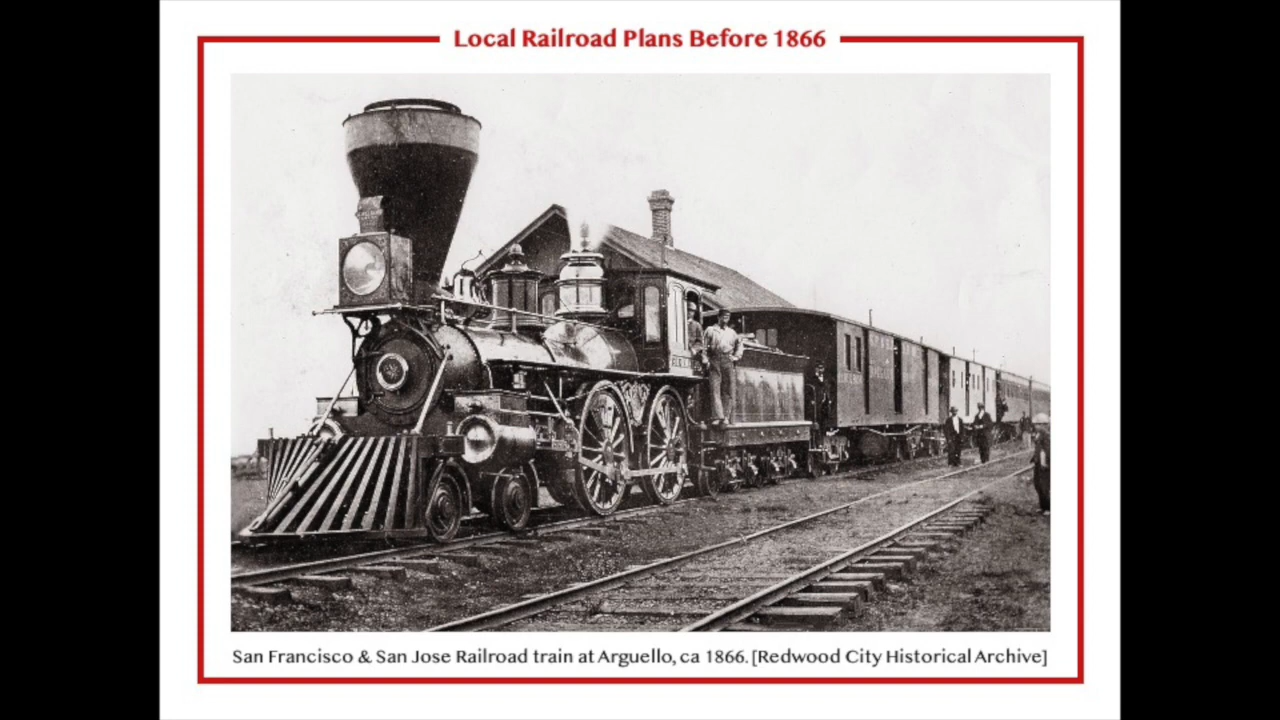 Local Railroad Plans Before 1866
San Francisco & San Jose Railroad train at Arguello, ca 1866. [Redwood City Historical Archive]